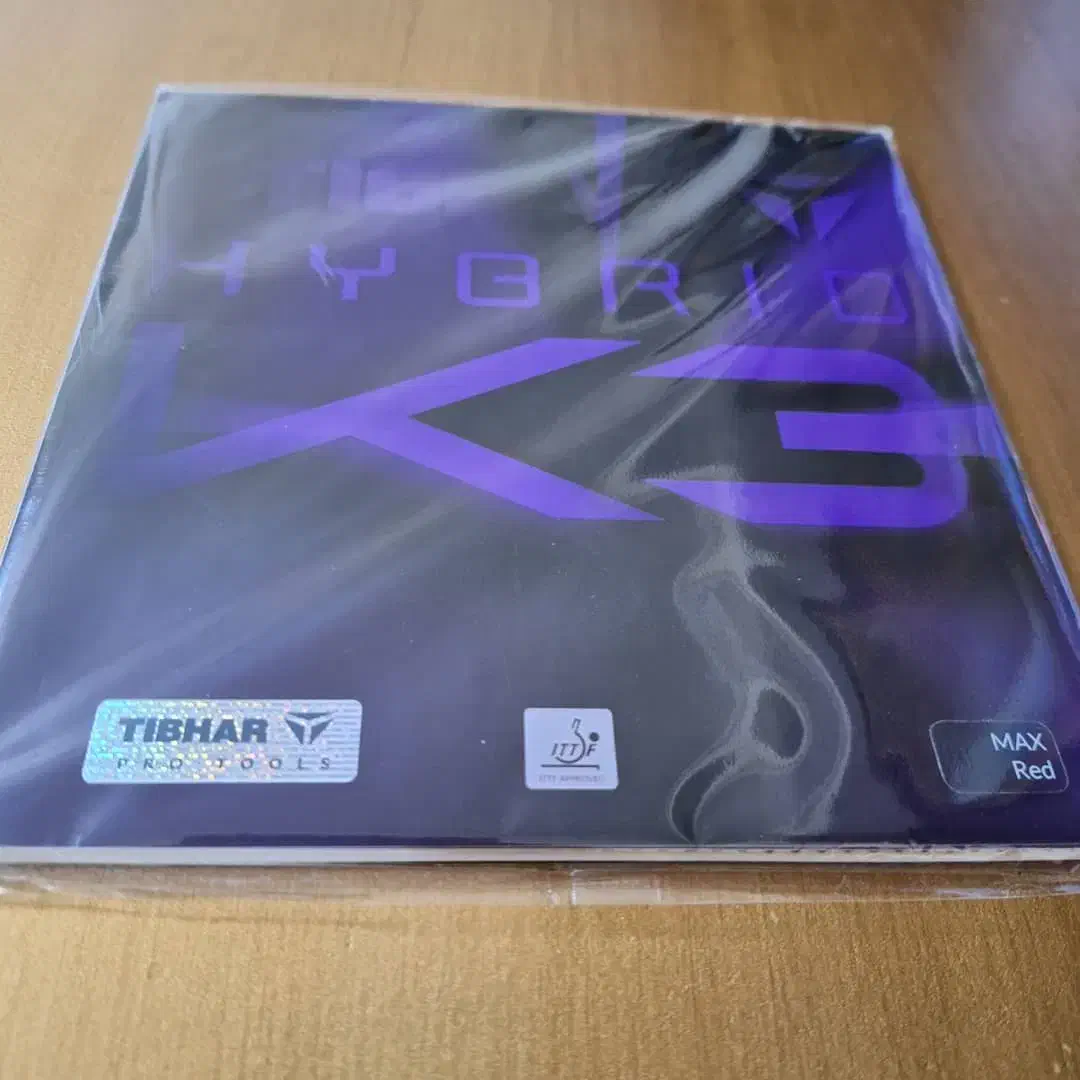 HYBRID
K3
TIBHAR
PRO TOOLS
ITTF
ITTF APPROVED
MAX
Red